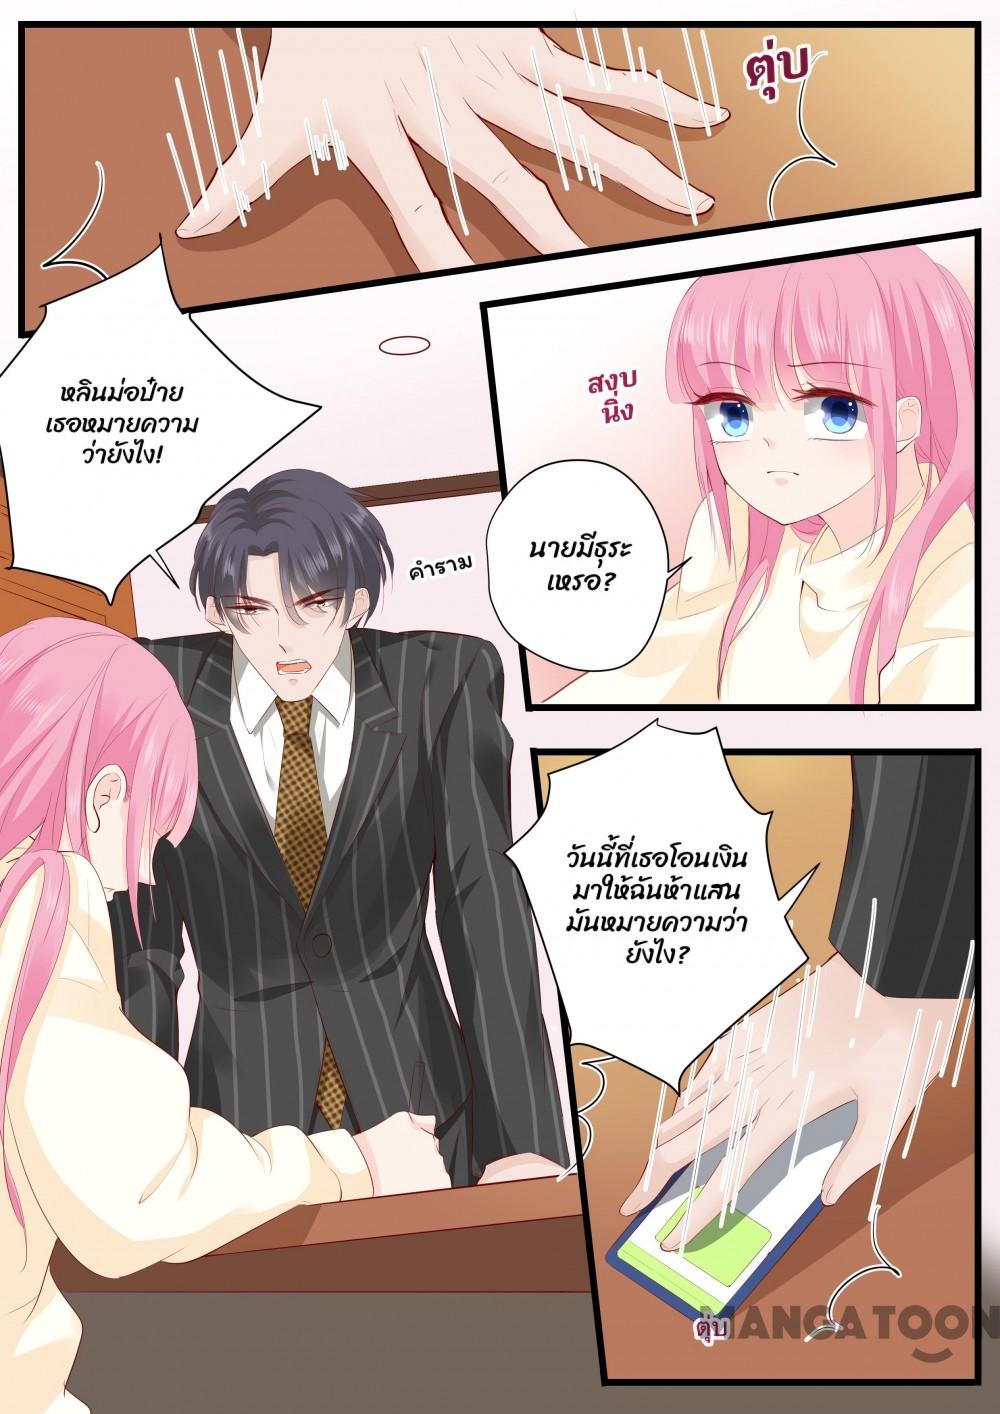 ตุ่บ
หลินม่อป๋าย
เธอหมายความ
ว่ายังไง!
สงบ
นิ่ง
นายมีธุระ
เหรอ?
คำราม
วันนี้ที่เธอโอนเงิน
มาให้ฉันห้าแสน
มันหมายความว่า
ยังไง?
ตุ่บ
MANGATOON